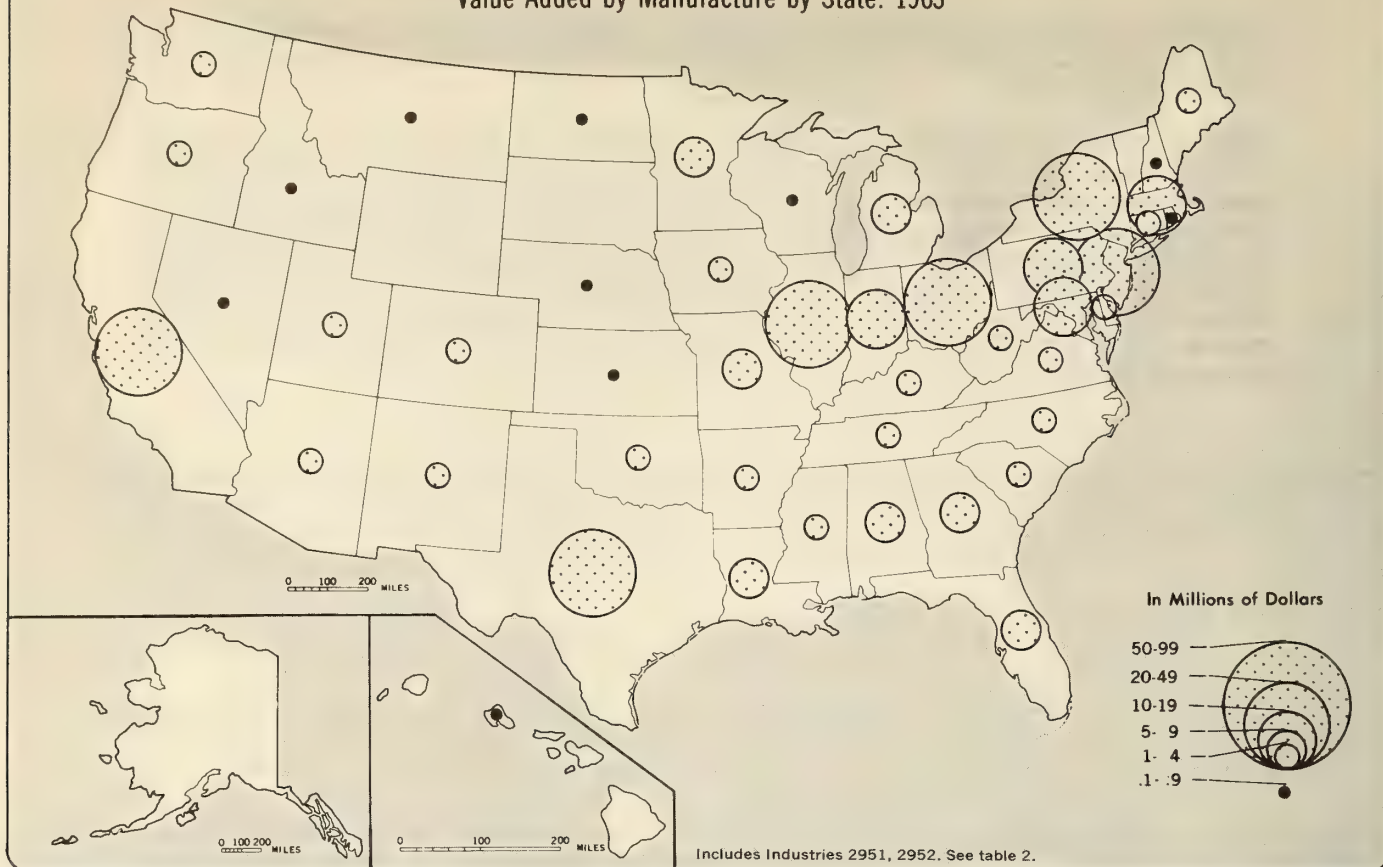 Value Added by Manufacture by State: 1963
0 100 200 MILES
In Millions of Dollars
50-99
20-49
10-19
5- 9
1- 4
.1- .9
0 100 200 MILES
0 100 200 MILES
Includes Industries 2951, 2952. See table 2.